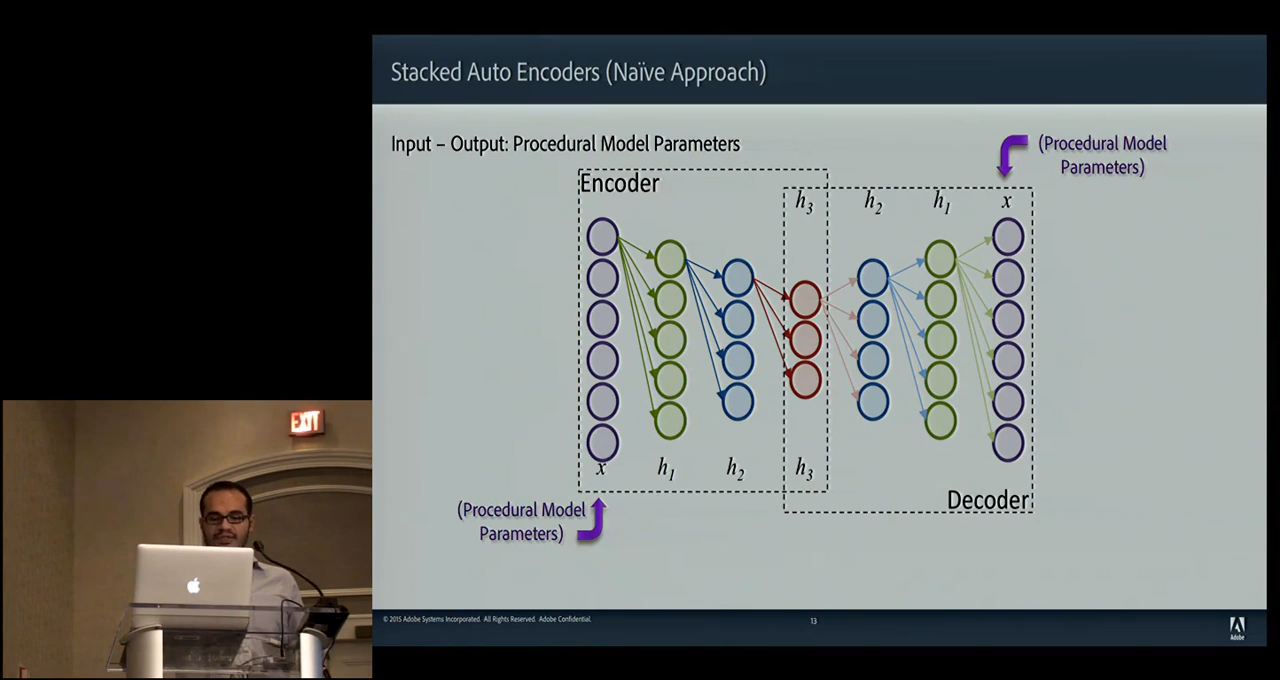 Stacked Auto Encoders (Naïve Approach)
Input – Output: Procedural Model Parameters
(Procedural Model
Parameters)
Encoder
h3
h2
h1
x
x
h1
h2
h3
Decoder
(Procedural Model
Parameters)
EXIT
© 2015 Adobe Systems Incorporated. All Rights Reserved. Adobe Confidential.
13
Adobe